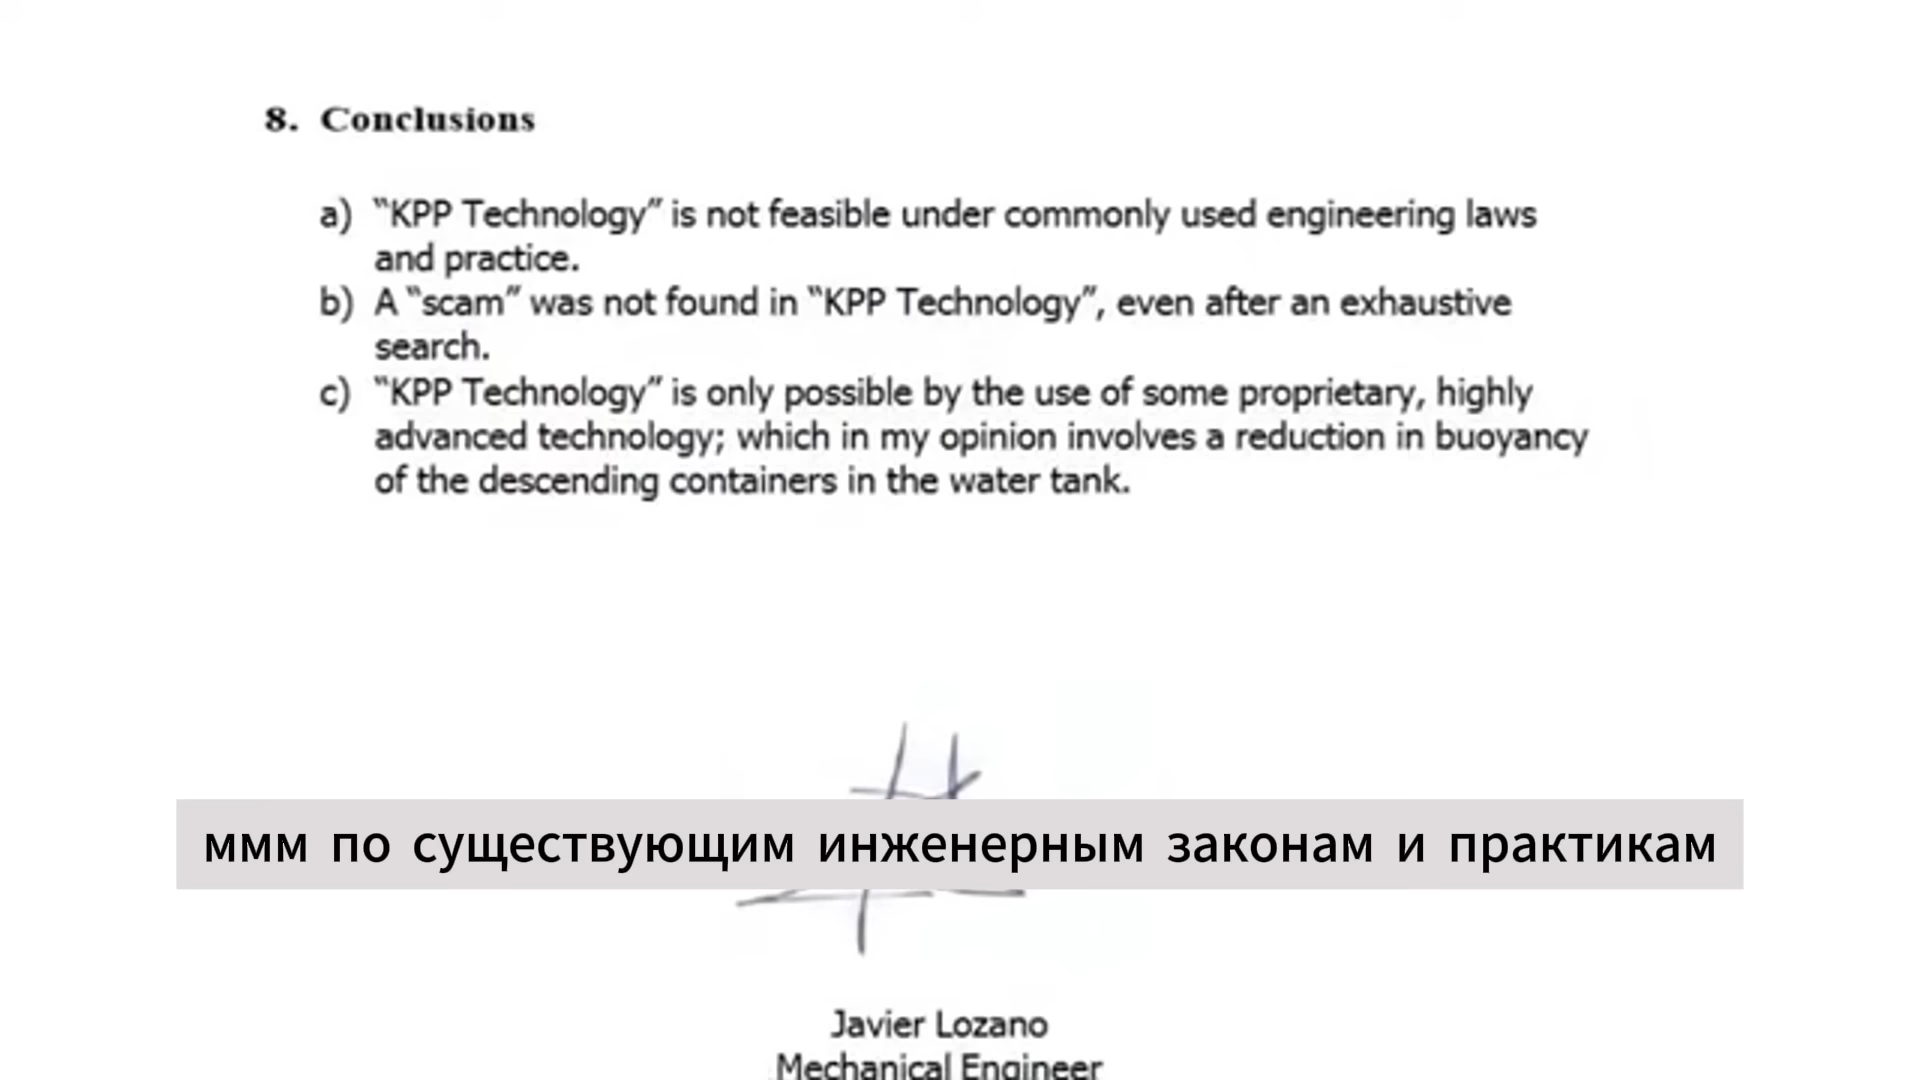 8. Conclusions
a) “KPP Technology” is not feasible under commonly used engineering laws
and practice.
b) A “scam” was not found in “KPP Technology”, even after an exhaustive
search.
c) “KPP Technology” is only possible by the use of some proprietary, highly
advanced technology; which in my opinion involves a reduction in buoyancy
of the descending containers in the water tank.
ммм по существующим инженерным законам и практикам
Javier Lozano
Mechanical Engineer